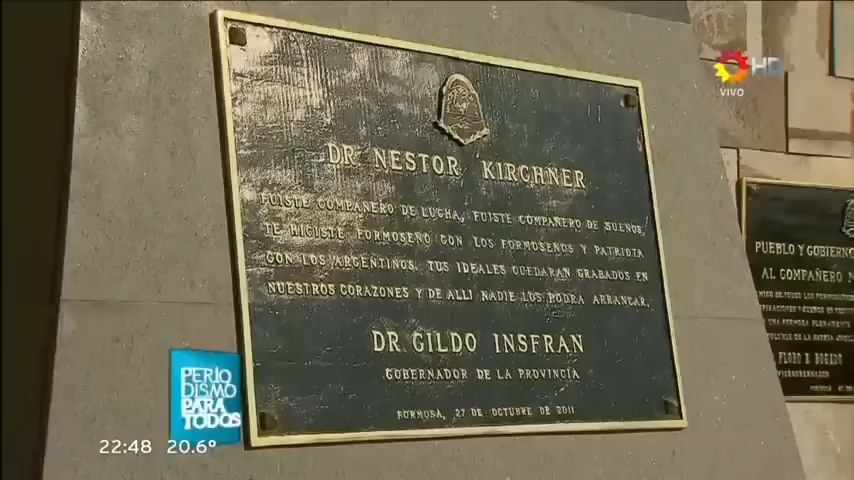 HD
VIVO
DR NESTOR KIRCHNER
FUISTE COMPAÑERO DE LUCHA, FUISTE COMPAÑERO DE SUEÑOS,
TE HICISTE FORMOSEÑO CON LOS FORMOSEÑOS Y PATRIOTA
CON LOS ARGENTINOS. TUS IDEALES QUEDARAN GRABADOS EN
NUESTROS CORAZONES Y DE ALLI NADIE LOS PODRA ARRANCAR.
DR. GILDO INSFRAN
GOBERNADOR DE LA PROVINCIA
FORMOSA, 27 DE OCTUBRE DE 2011
PUEBLO Y GOBIERNO
AL COMPAÑERO
FLORO E BOGADO
VICEGOBERNADOR
PERIO
DISMO
PARA
TODOS
22:48 20.6°